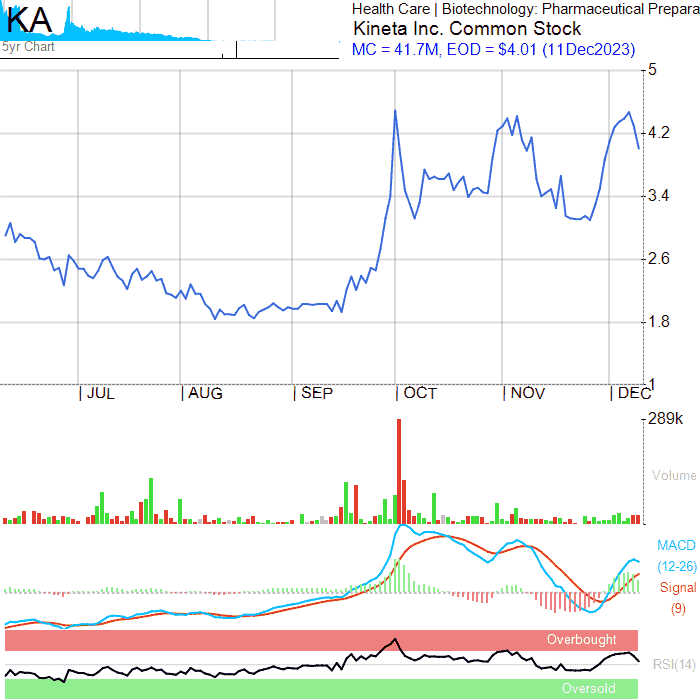 KA
5yr Chart
Health Care | Biotechnology: Pharmaceutical Prepara
Kineta Inc. Common Stock
MC = 41.7M, EOD = $4.01 (11Dec2023)
5
4.2
3.4
2.6
1.8
1
| JUL | AUG | SEP | OCT | NOV | DEC
289k
Volume
MACD
(12-26)
Signal
(9)
Overbought
RSI(14)
Oversold